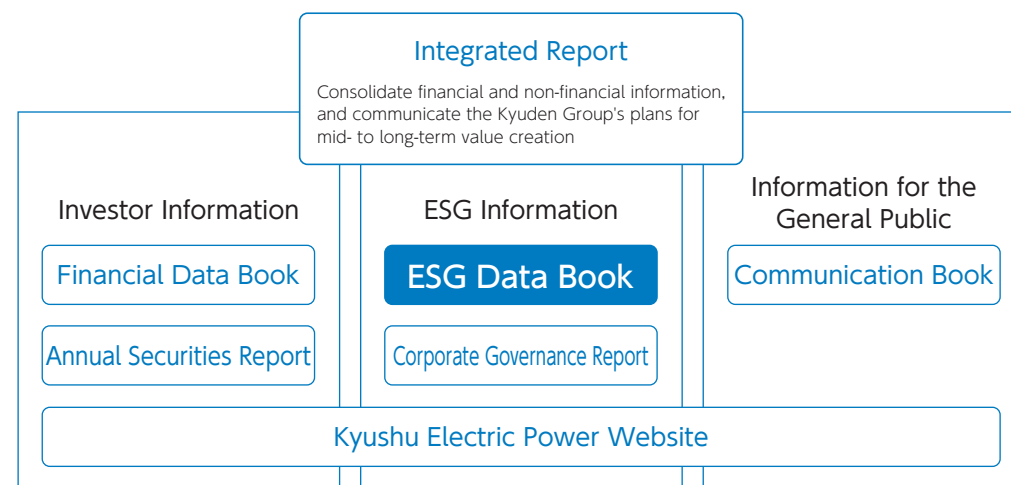 Integrated Report
Consolidate financial and non-financial information,
and communicate the Kyuden Group's plans for
mid- to long-term value creation
Investor Information
Financial Data Book
Annual Securities Report
ESG Information
ESG Data Book
Corporate Governance Report
Information for the
General Public
Communication Book
Kyushu Electric Power Website